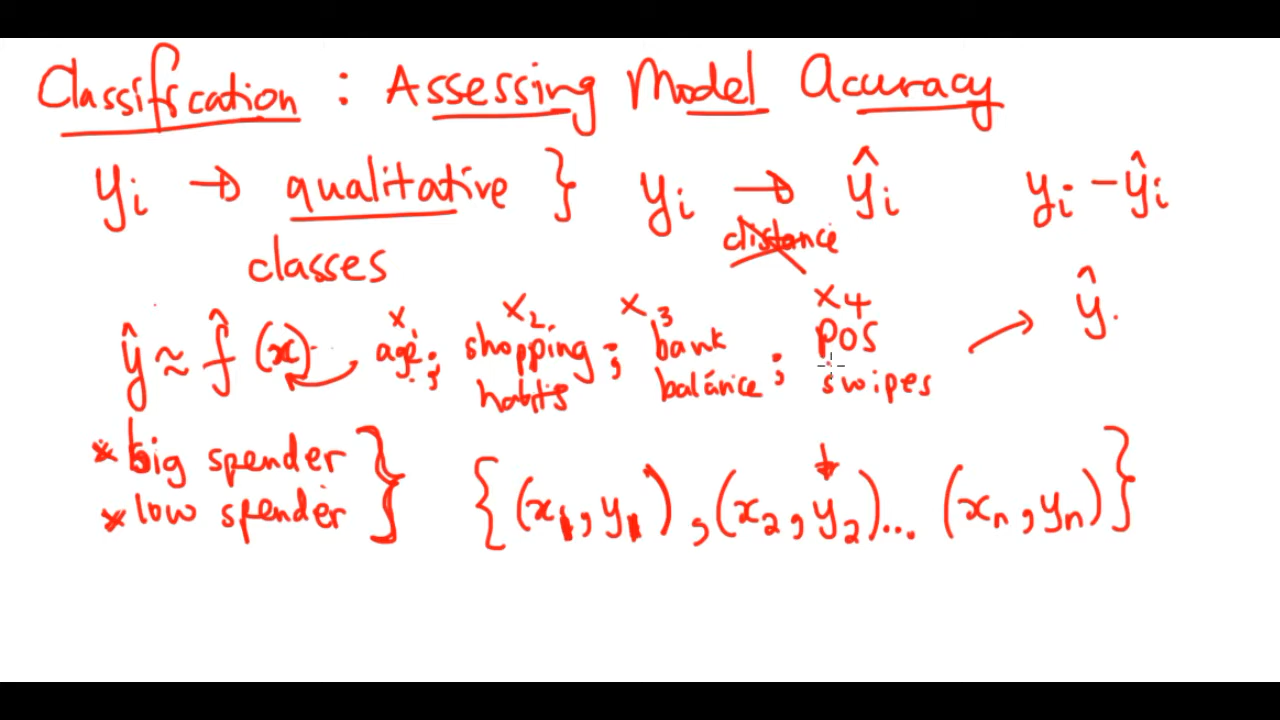 Classification : Assessing Model Acuracy
yᵢ → qualitative } yᵢ → ŷᵢ yᵢ − ŷᵢ
distance
classes
ŷ.
x₁ x₂ x₃ x₄
ŷ ≈ f̂ (x) age ; shopping habits ; bank balance ; POS swipes
* big spender
* low spender }
{ (x₁, y₁), (x₂, y₂)... (xₙ, yₙ) }